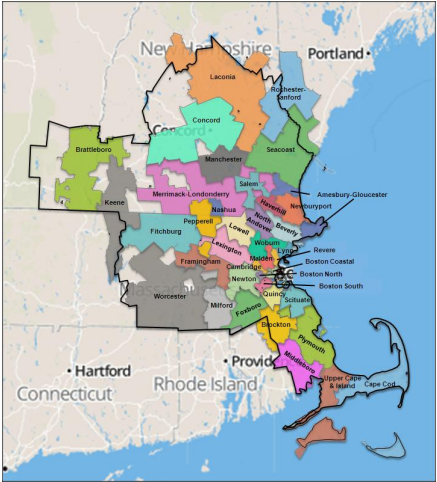 New Hampshire
Portland
Laconia
Rochester-
Sanford
Concord
Concord
Brattleboro
Seacoast
Manchester
Salem
Amesbury-Gloucester
Keene
Merrimack-Londonderry
Haverhill
Newburyport
Nashua
Pepperell
North
Andover
Beverly
Fitchburg
Lowell
Lexington
Woburn
Lynn
Revere
Framingham
Malden
Boston Coastal
Cambridge
Boston North
Newton
Boston South
Massachusetts
Worcester
Quincy
Milford
Scituate
Foxboro
Brockton
Plymouth
Hartford
Provid
Middleboro
Rhode Island
Upper Cape
& Island
Cape Cod
Connecticut